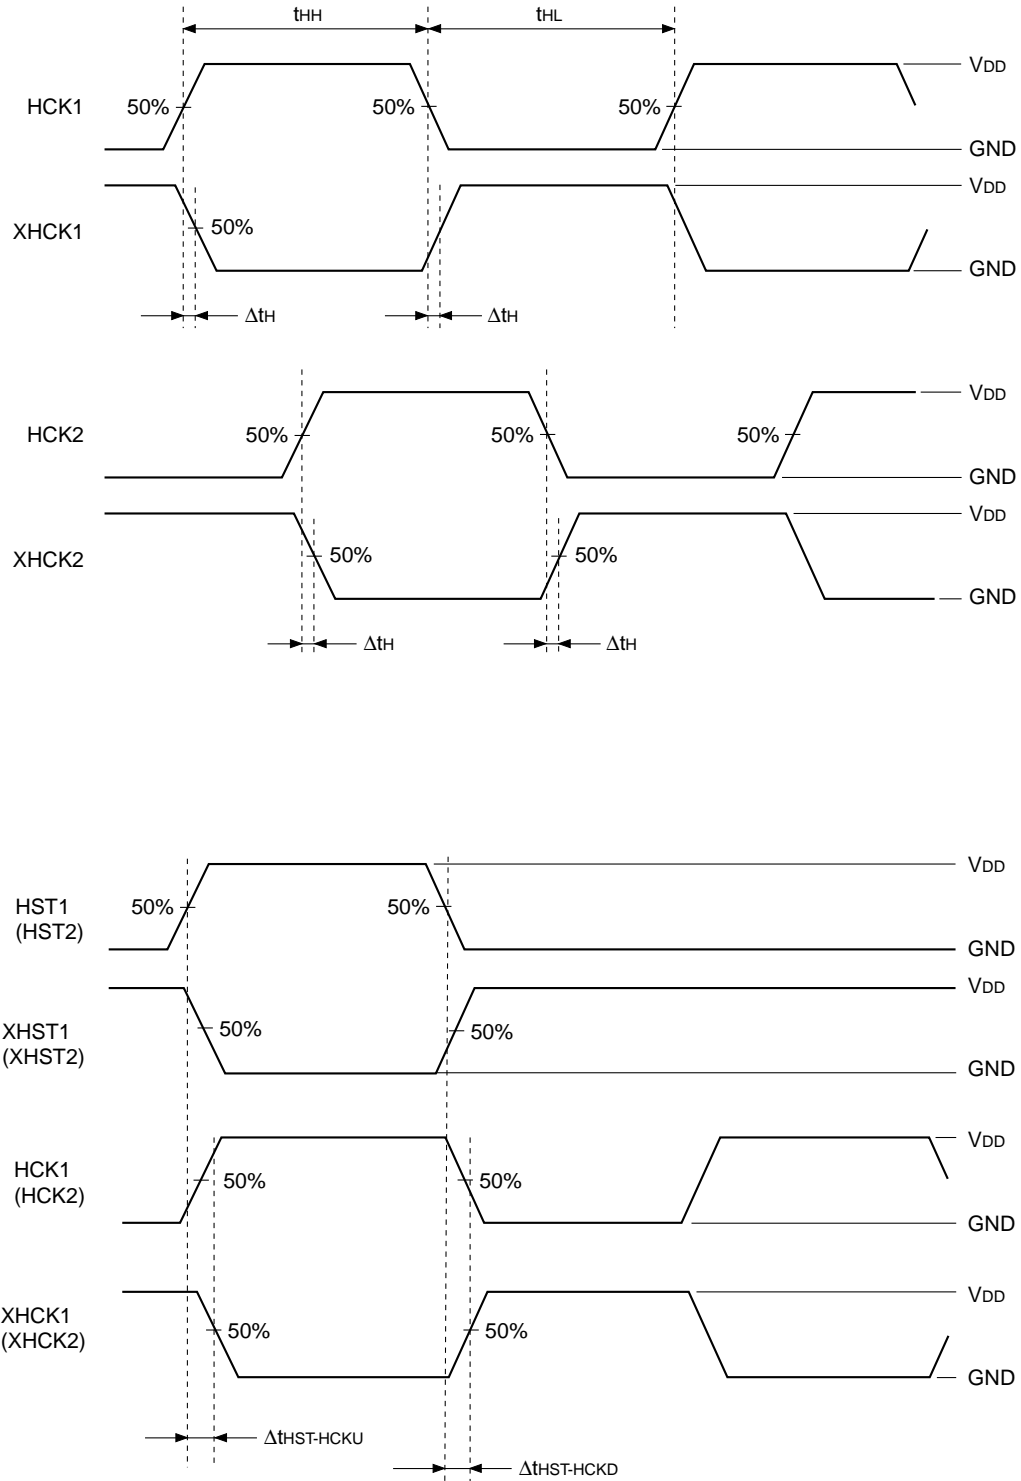 tHH tHL
VDD
HCK1 50% 50% 50%
GND
VDD
XHCK1 50%
GND
ΔtH ΔtH
VDD
HCK2 50% 50% 50%
GND
VDD
XHCK2 50% 50%
GND
ΔtH ΔtH
VDD
HST1 50% 50%
(HST2)
GND
VDD
XHST1 50% 50%
(XHST2)
GND
VDD
HCK1 50% 50%
(HCK2)
GND
VDD
XHCK1 50% 50%
(XHCK2)
GND
ΔtHST-HCKU
ΔtHST-HCKD